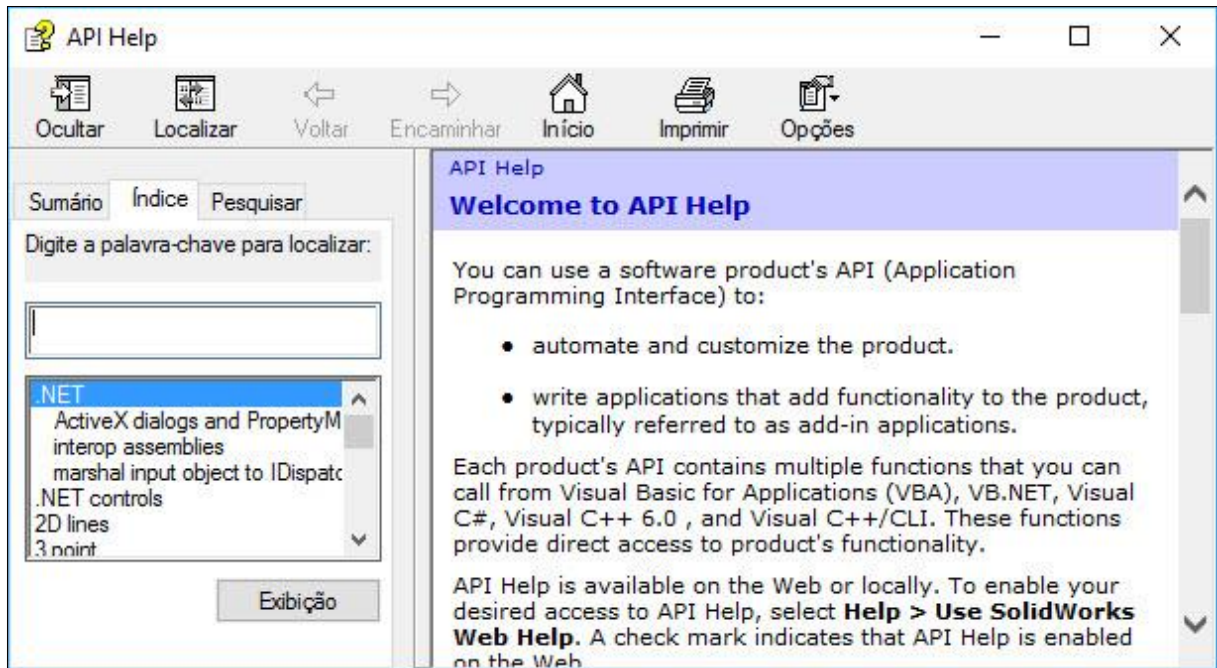 API Help
Ocultar Localizar Voltar Encaminhar Início Imprimir Opções
Sumário Índice Pesquisar
Digite a palavra-chave para localizar:
.NET
ActiveX dialogs and PropertyM
interop assemblies
marshal input object to IDispatc
.NET controls
2D lines
3 point
Exibição
API Help
Welcome to API Help
You can use a software product's API (Application
Programming Interface) to:
• automate and customize the product.
• write applications that add functionality to the product,
typically referred to as add-in applications.
Each product's API contains multiple functions that you can
call from Visual Basic for Applications (VBA), VB.NET, Visual
C#, Visual C++ 6.0 , and Visual C++/CLI. These functions
provide direct access to product's functionality.
API Help is available on the Web or locally. To enable your
desired access to API Help, select Help > Use SolidWorks
Web Help. A check mark indicates that API Help is enabled
on the Web